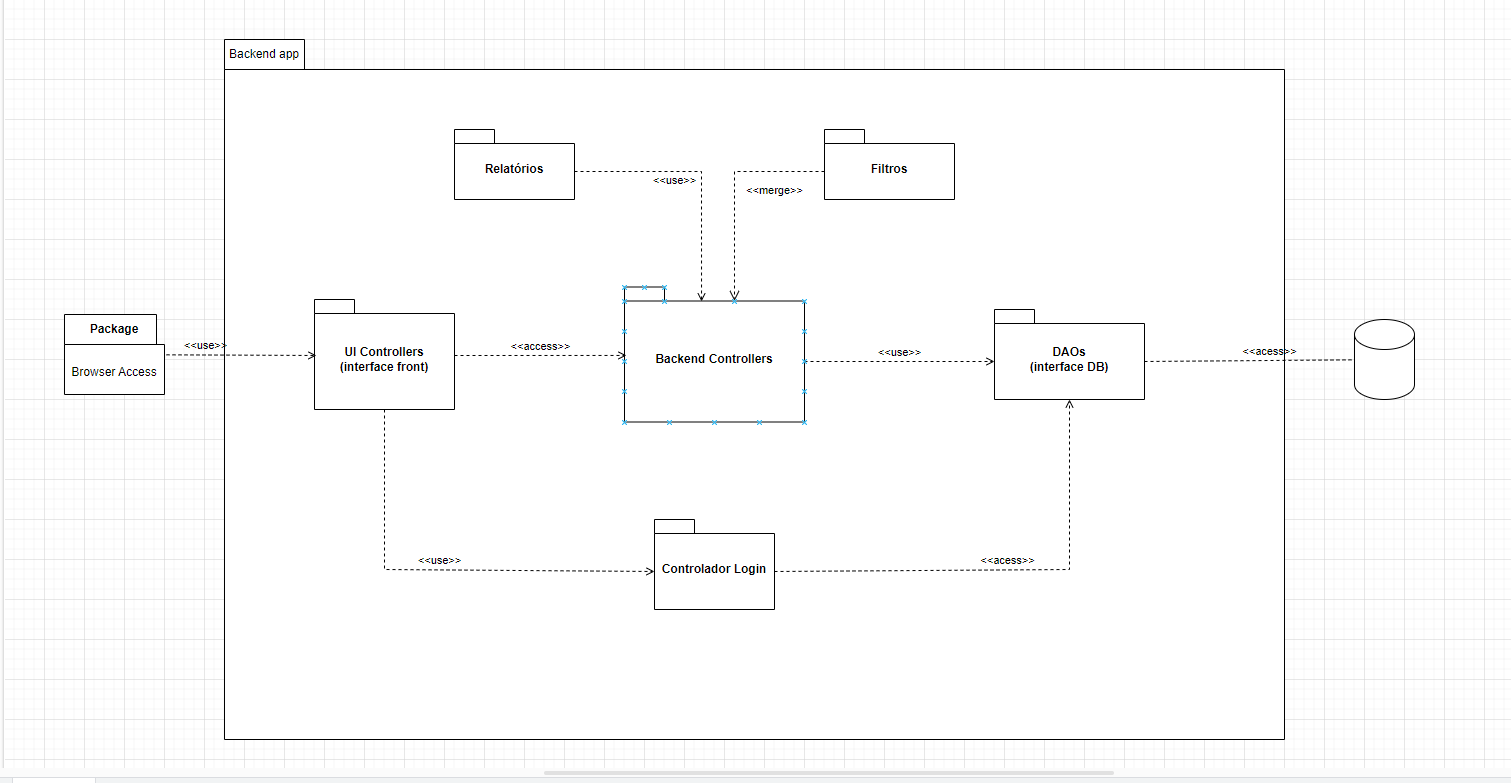 Backend app
Relatórios
<<use>>
Filtros
<<merge>>
Package
Browser Access
<<use>>
UI Controllers
(interface front)
<<access>>
Backend Controllers
<<use>>
DAOs
(interface DB)
<<acess>>
<<use>>
Controlador Login
<<acess>>